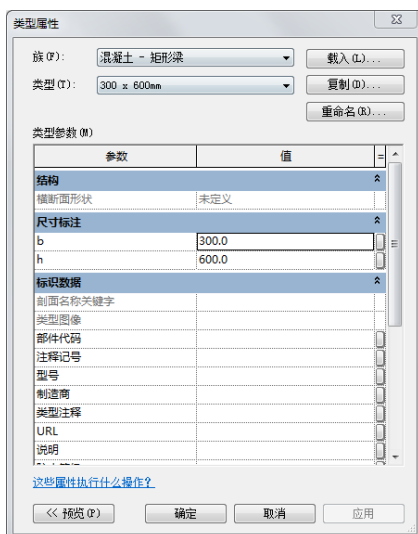 类型属性
族(F): 混凝土 - 矩形梁 载入(L)...
类型(T): 300 x 600mm 复制(D)...
重命名(R)...
类型参数(M)
参数 值 =
结构
横断面形状 未定义
尺寸标注
b 300.0
h 600.0
标识数据
剖面名称关键字
类型图像
部件代码
注释记号
型号
制造商
类型注释
URL
说明
这些属性执行什么操作?
<< 预览(P) 确定 取消 应用